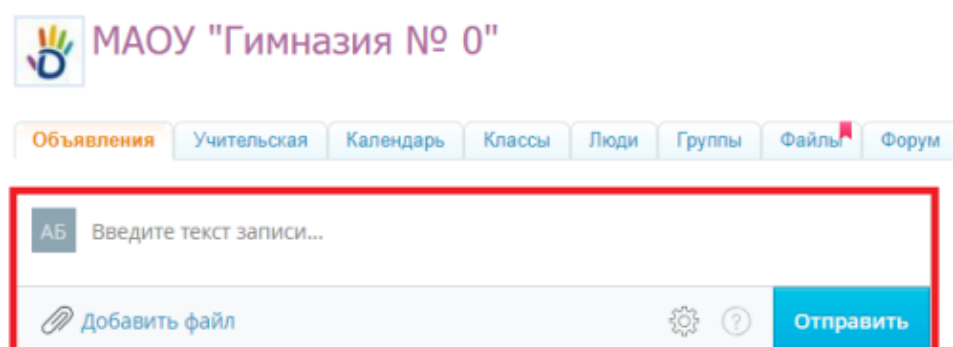 МАОУ "Гимназия № 0"
Объявления Учительская Календарь Классы Люди Группы Файлы Форум
АБ Введите текст записи...
Добавить файл ? Отправить